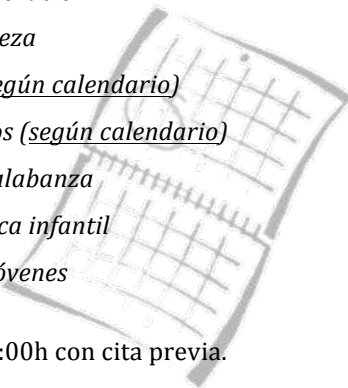 eza
egún calendario)
os (según calendario)
alabanza
ca infantil
óvenes
:00h con cita previa.